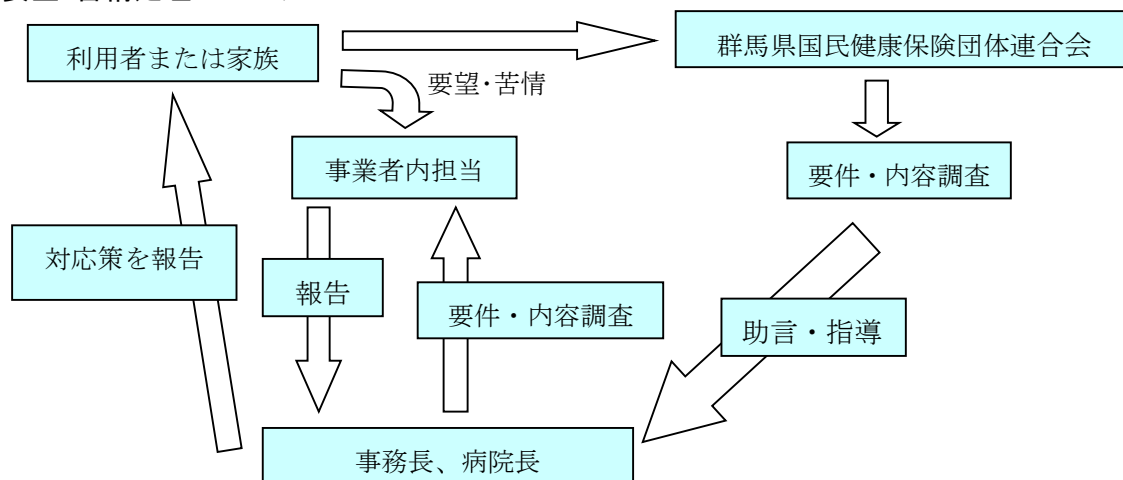 利用者または家族
群馬県国民健康保険団体連合会
要望・苦情
事業者内担当
要件・内容調査
対応策を報告
報告
要件・内容調査
助言・指導
事務長、病院長